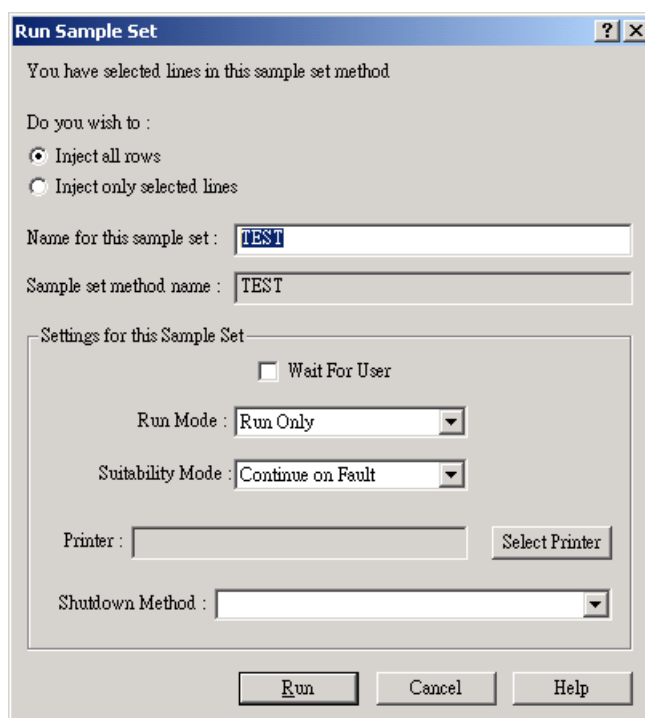 Run Sample Set
You have selected lines in this sample set method
Do you wish to :
Inject all rows
Inject only selected lines
Name for this sample set : TEST
Sample set method name : TEST
Settings for this Sample Set
Wait For User
Run Mode : Run Only
Suitability Mode : Continue on Fault
Printer : Select Printer
Shutdown Method :
Run Cancel Help